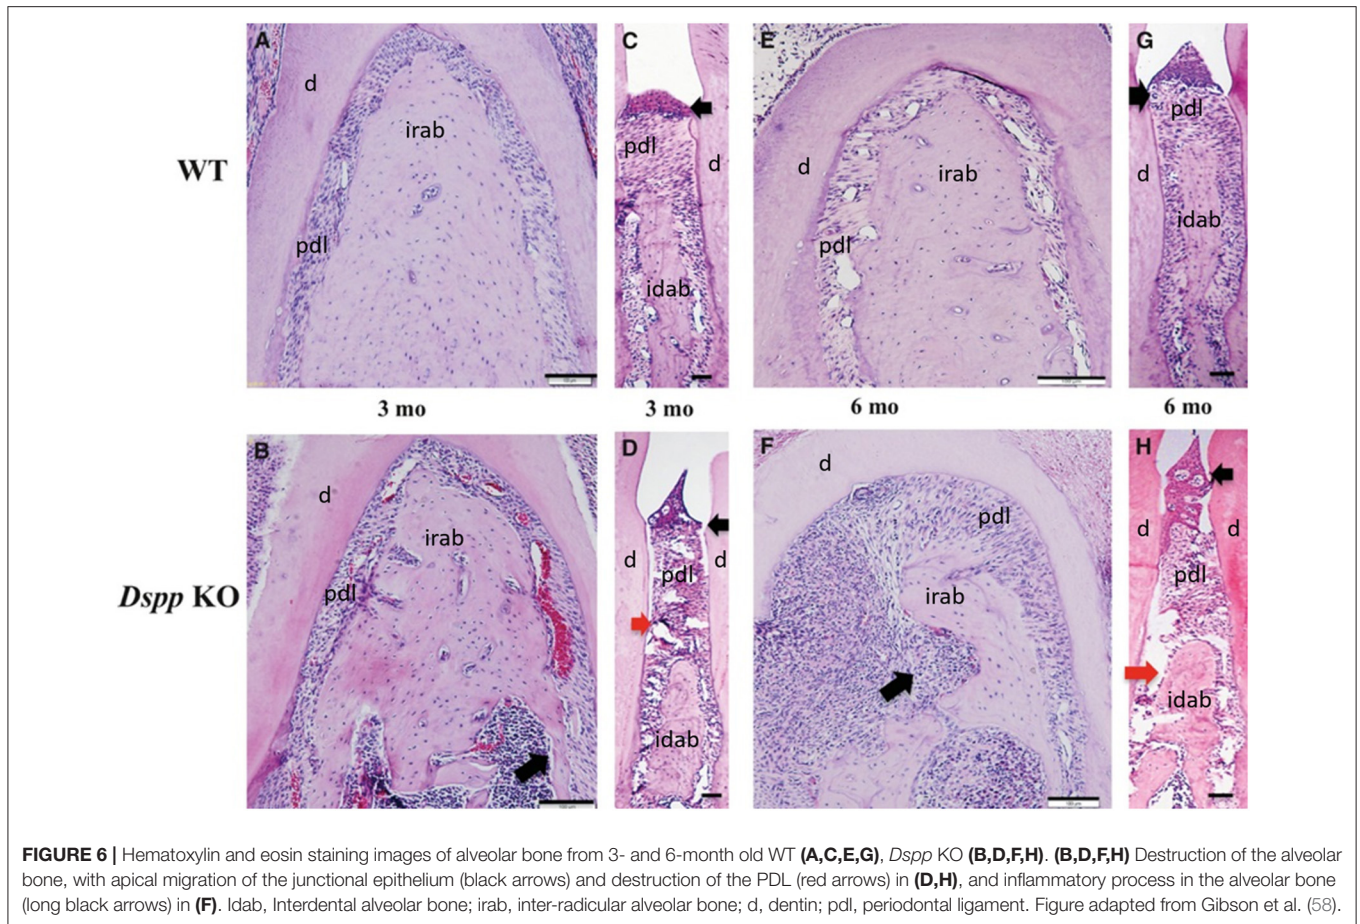 A
d
irab
pdl
C
pdl
d
idab
E
d
irab
pdl
G
pdl
d
idab
WT
3 mo
3 mo
6 mo
6 mo
B
d
irab
pdl
D
d
d
pdl
idab
F
d
pdl
irab
H
d
d
pdl
idab
Dspp KO
FIGURE 6 | Hematoxylin and eosin staining images of alveolar bone from 3- and 6-month old WT (A,C,E,G), Dspp KO (B,D,F,H). (B,D,F,H) Destruction of the alveolar
bone, with apical migration of the junctional epithelium (black arrows) and destruction of the PDL (red arrows) in (D,H), and inflammatory process in the alveolar bone
(long black arrows) in (F). Idab, Interdental alveolar bone; irab, inter-radicular alveolar bone; d, dentin; pdl, periodontal ligament. Figure adapted from Gibson et al. (58).